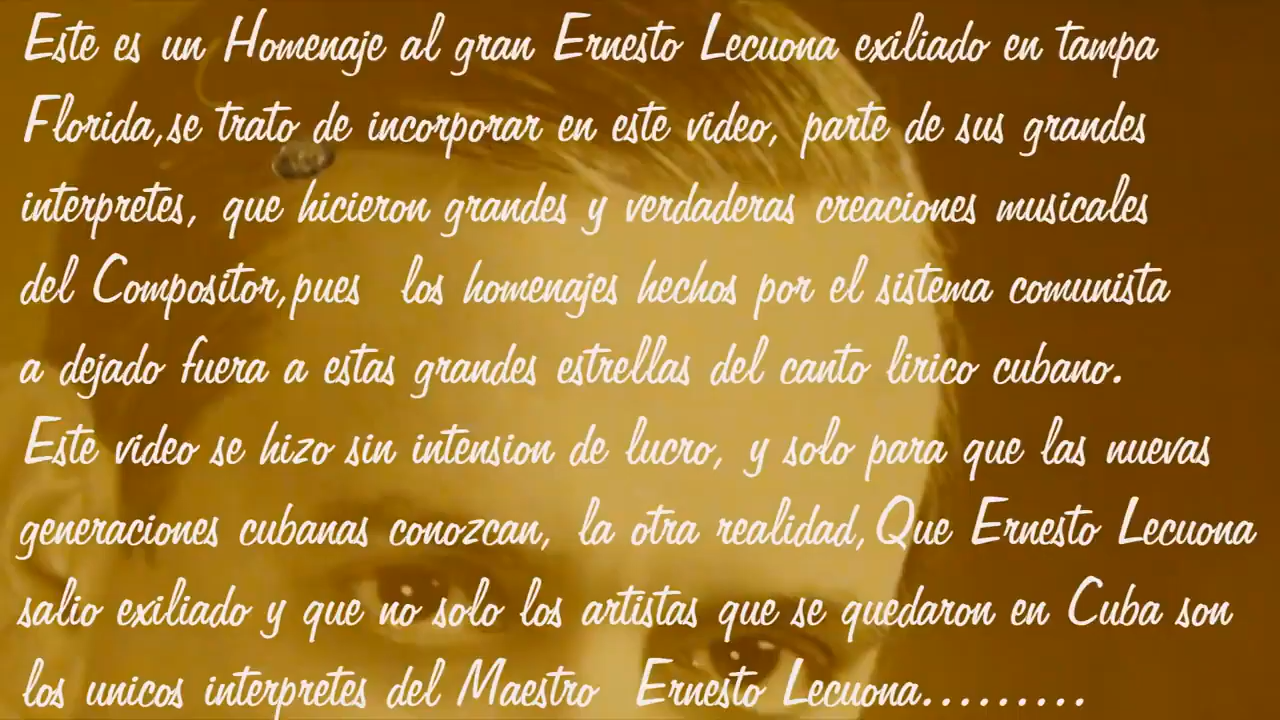 Este es un Homenaje al gran Ernesto Lecuona exiliado en tampa
Florida,se trato de incorporar en este video, parte de sus grandes
interpretes, que hicieron grandes y verdaderas creaciones musicales
del Compositor,pues los homenajes hechos por el sistema comunista
a dejado fuera a estas grandes estrellas del canto lirico cubano.
Este video se hizo sin intension de lucro, y solo para que las nuevas
generaciones cubanas conozcan, la otra realidad,Que Ernesto Lecuona
salio exiliado y que no solo los artistas que se quedaron en Cuba son
los unicos interpretes del Maestro Ernesto Lecuona.........